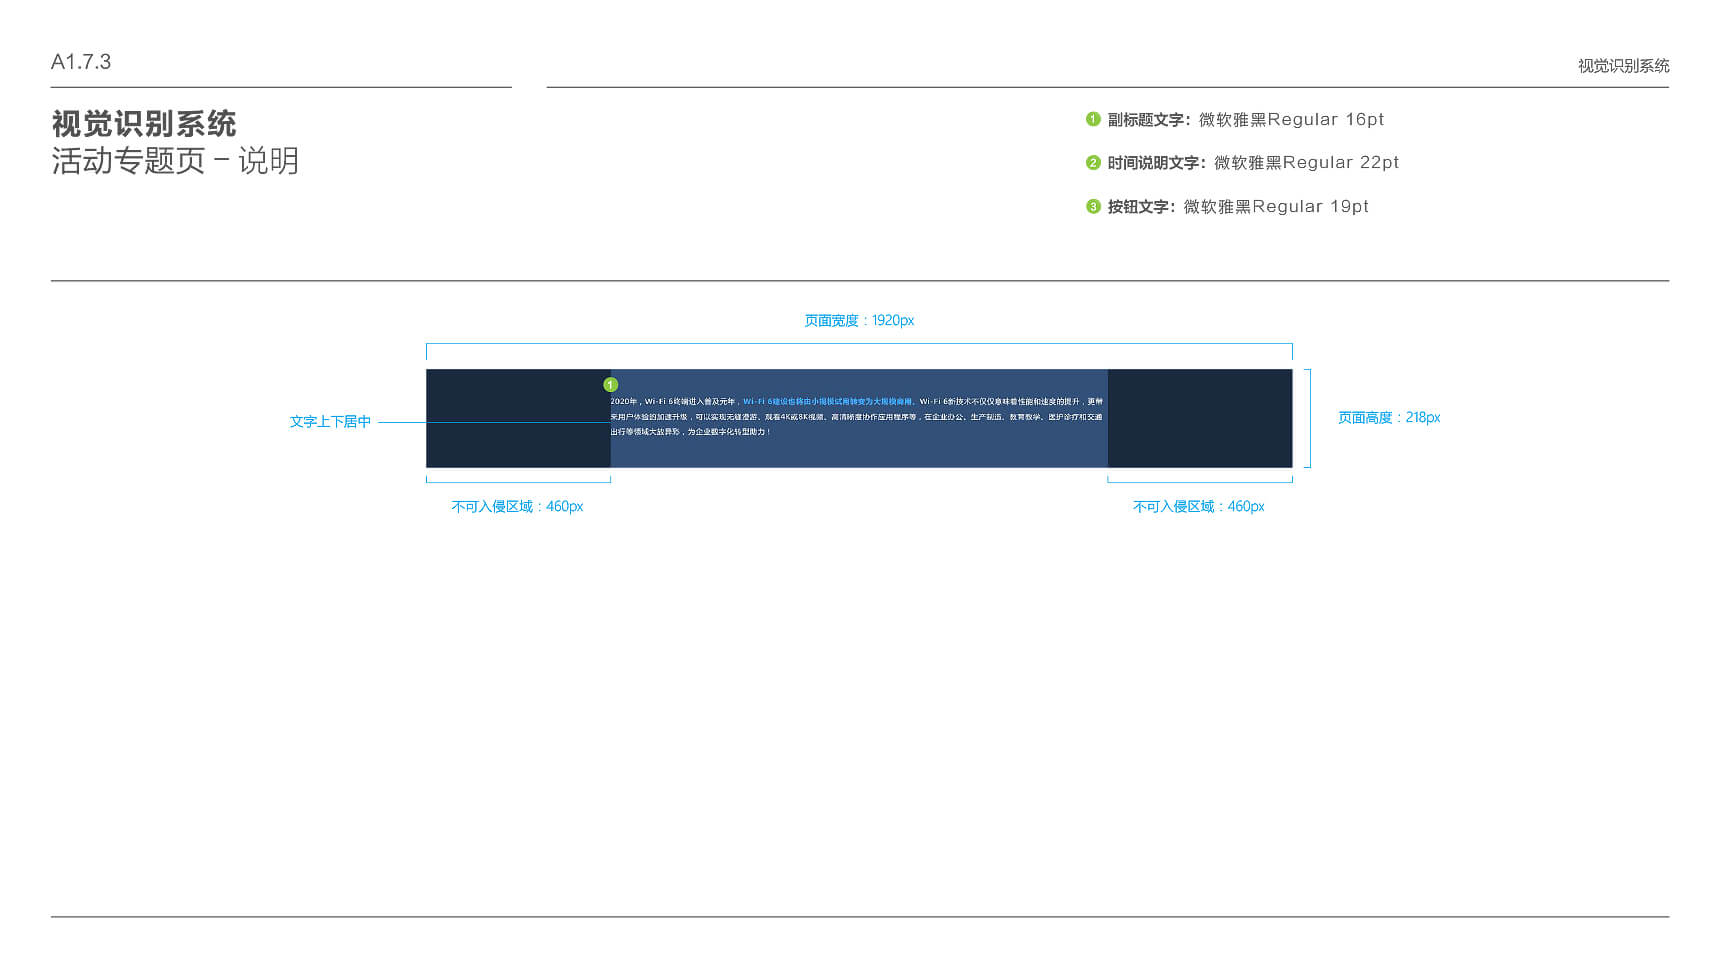 A1.7.3
视觉识别系统
视觉识别系统
活动专题页 – 说明
1 副标题文字：微软雅黑Regular 16pt
2 时间说明文字：微软雅黑Regular 22pt
3 按钮文字：微软雅黑Regular 19pt
页面宽度：1920px
1
2020年，Wi-Fi 6终端进入普及元年，Wi-Fi 6建设也将由小规模试用转变为大规模商用。Wi-Fi 6新技术不仅仅意味着性能和速度的提升，更带
来用户体验的加速升级，可以实现无缝漫游、观看4K或8K视频、高清晰度协作应用程序等，在企业办公、生产制造、教育教学、医护诊疗和交通
出行等领域大放异彩，为企业数字化转型助力！
文字上下居中
页面高度：218px
不可入侵区域：460px
不可入侵区域：460px